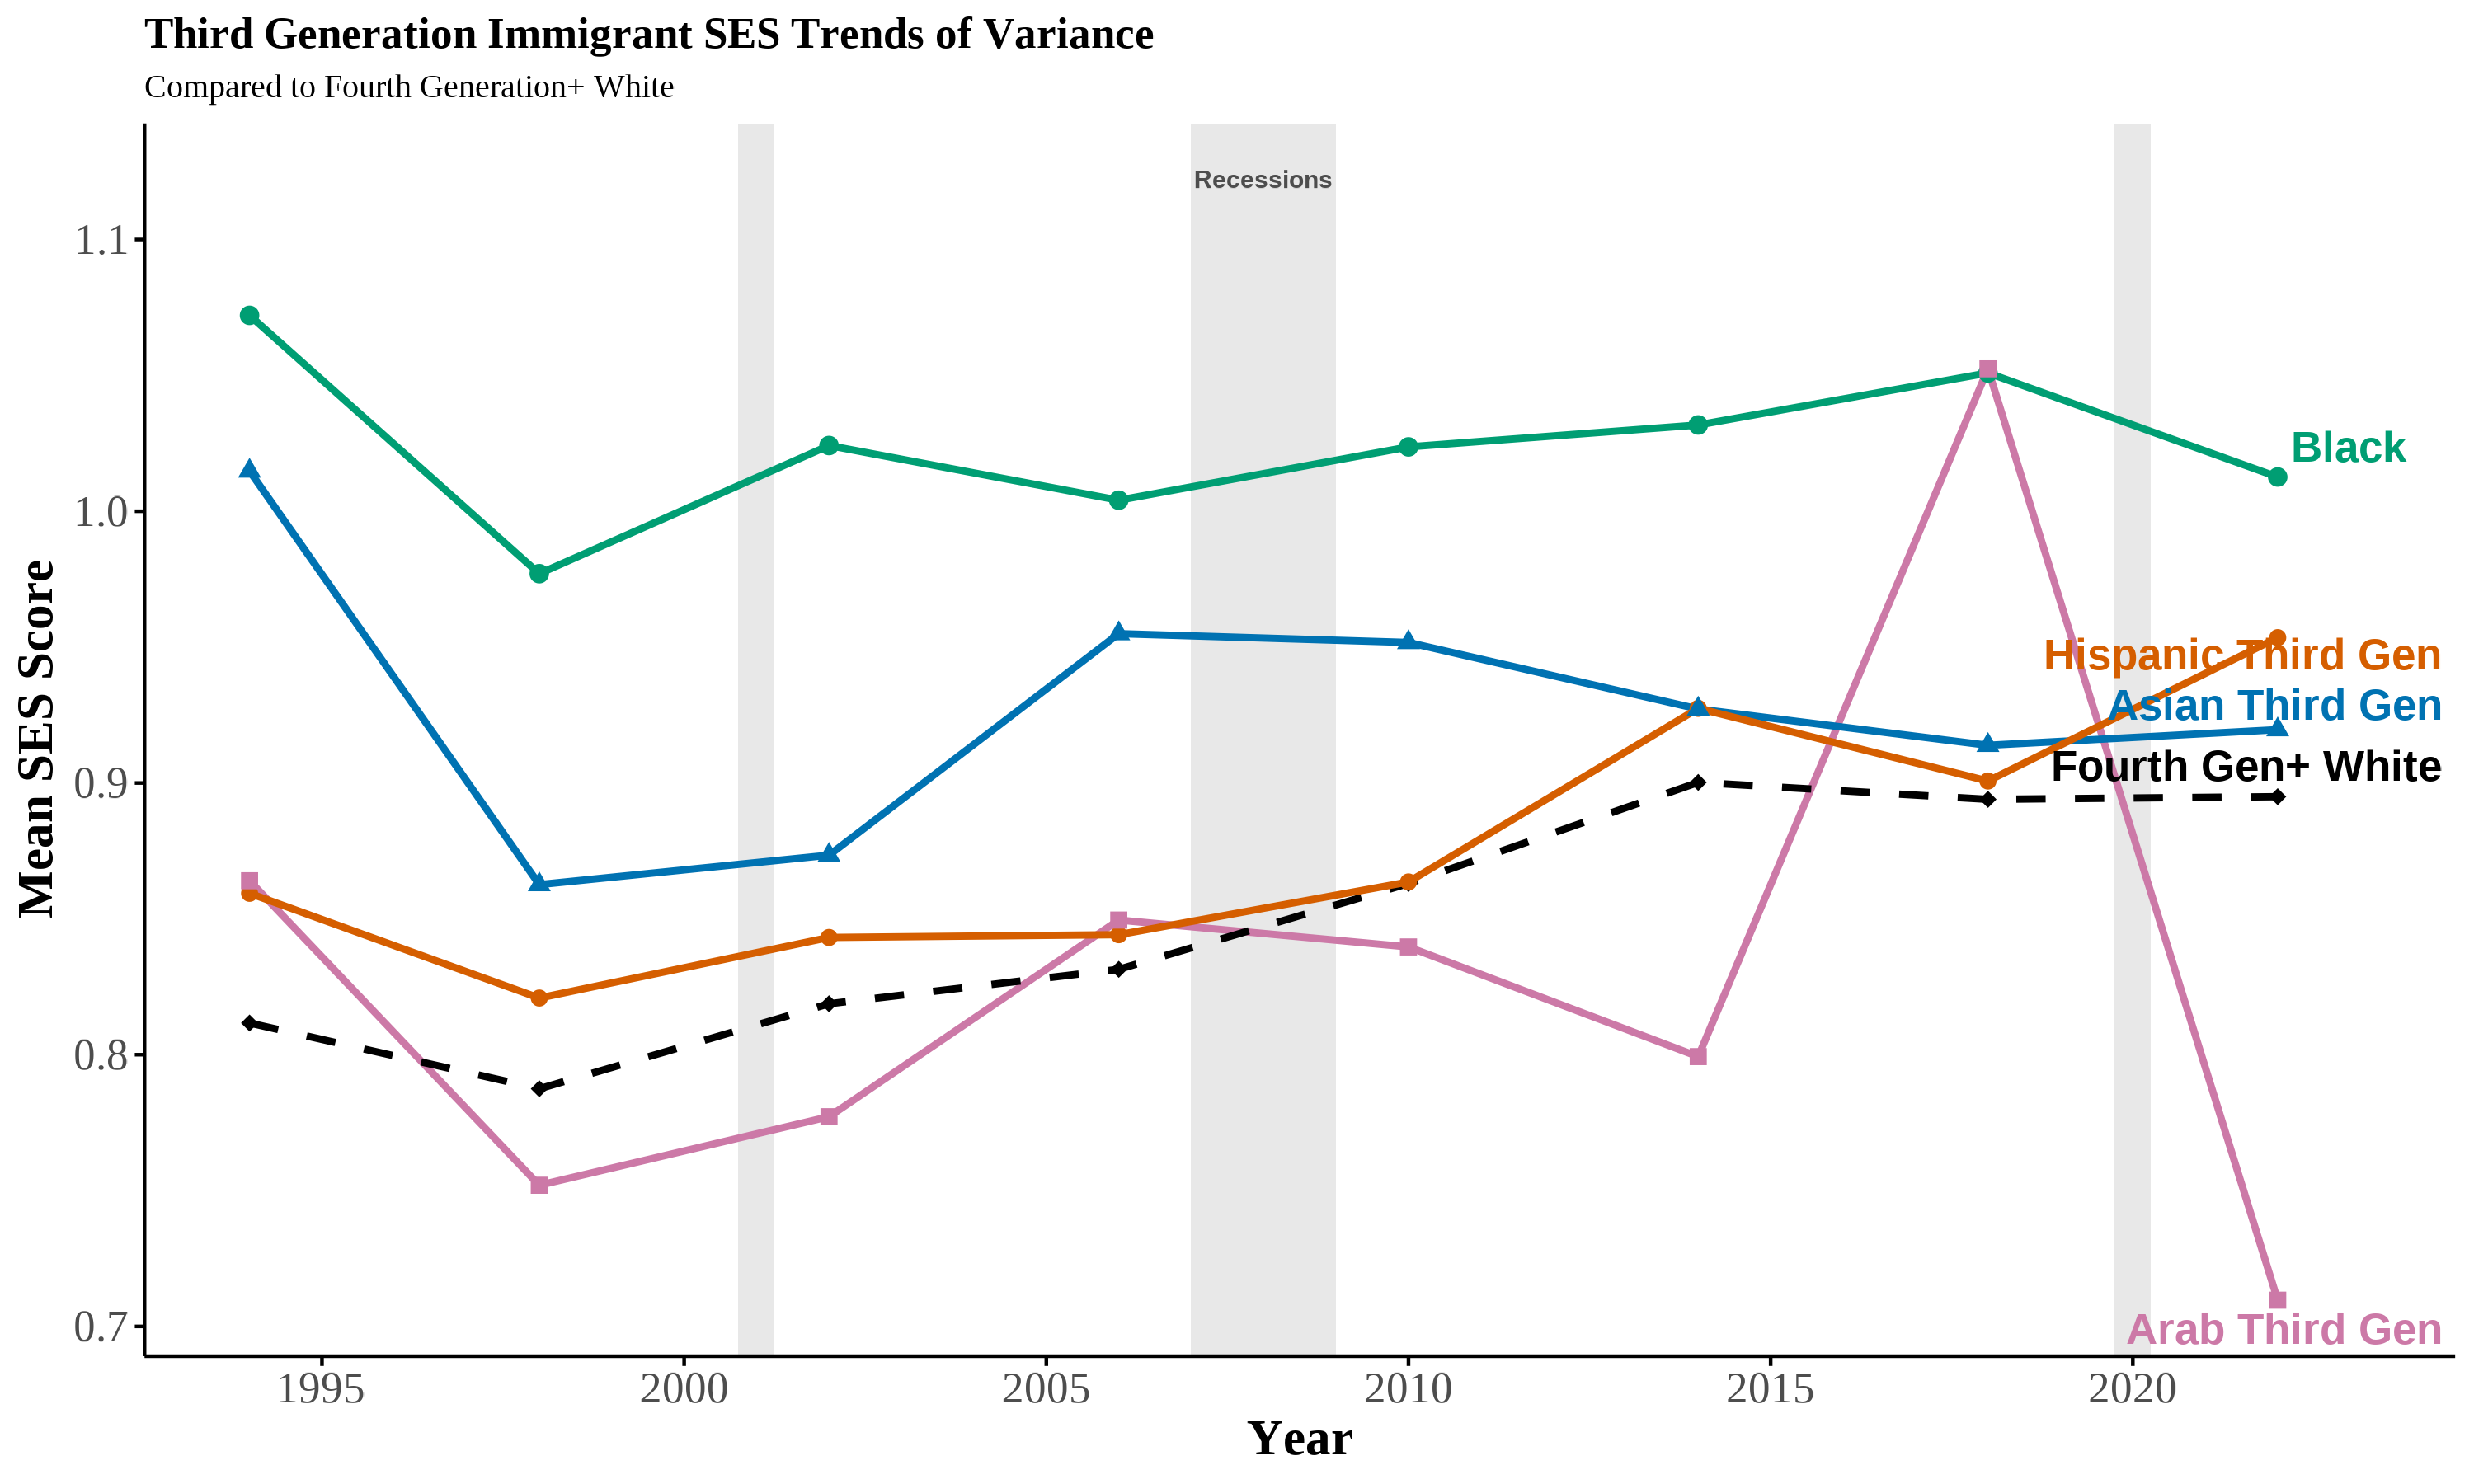 Third Generation Immigrant SES Trends of Variance
Compared to Fourth Generation+ White
Recessions
1.1
1.0
0.9
0.8
0.7
Mean SES Score
Black
Hispanic Third Gen
Asian Third Gen
Fourth Gen+ White
Arab Third Gen
1995 2000 2005 2010 2015 2020
Year